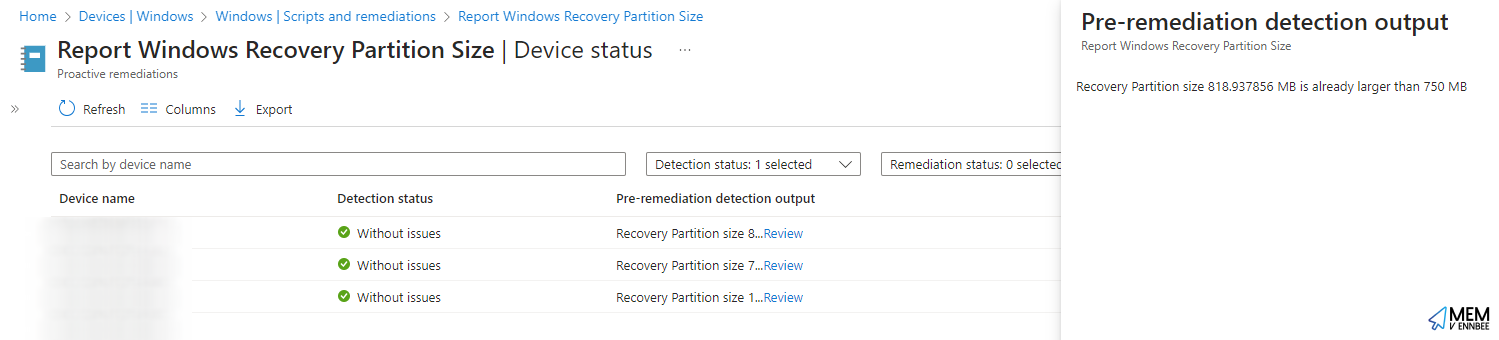 Home > Devices | Windows > Windows | Scripts and remediations > Report Windows Recovery Partition Size
Report Windows Recovery Partition Size | Device status ...
Proactive remediations
Refresh Columns Export
Search by device name
Detection status: 1 selected
Remediation status: 0 selected
Device name Detection status Pre-remediation detection output
Without issues Recovery Partition size 8...Review
Without issues Recovery Partition size 7...Review
Without issues Recovery Partition size 1...Review
Pre-remediation detection output
Report Windows Recovery Partition Size
Recovery Partition size 818.937856 MB is already larger than 750 MB
MEM
V ENNBEE